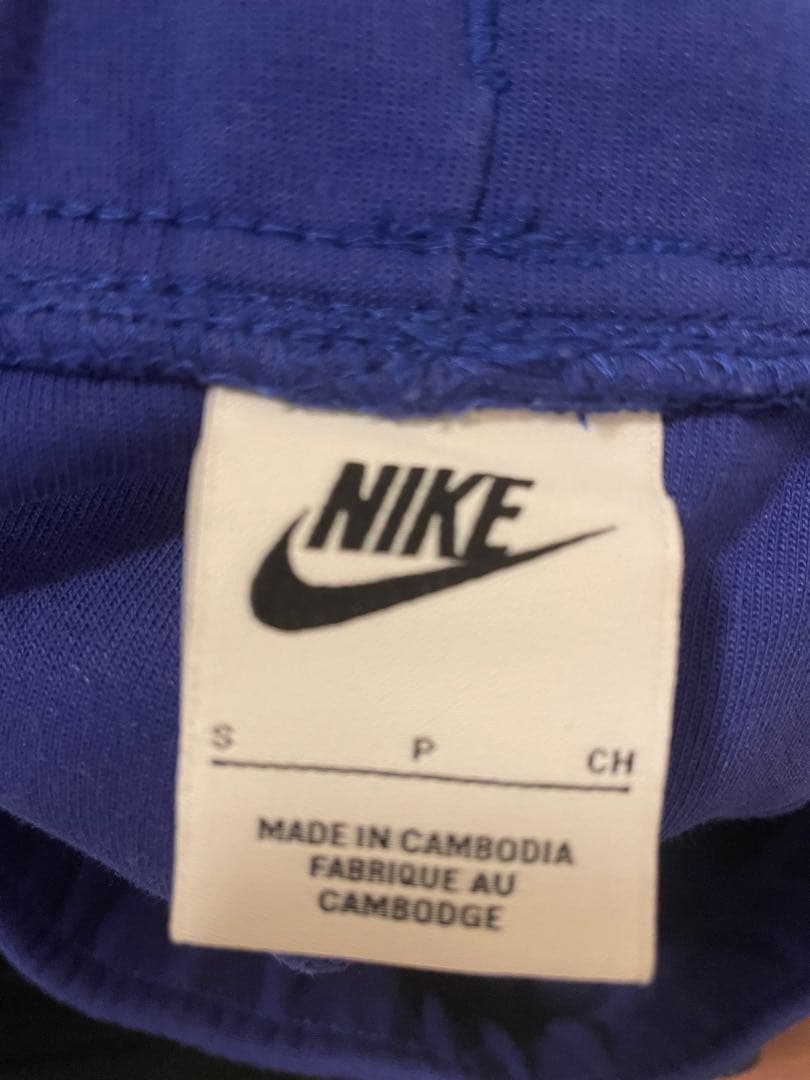 NIKE
S P CH
MADE IN CAMBODIA
FABRIQUE AU
CAMBODGE